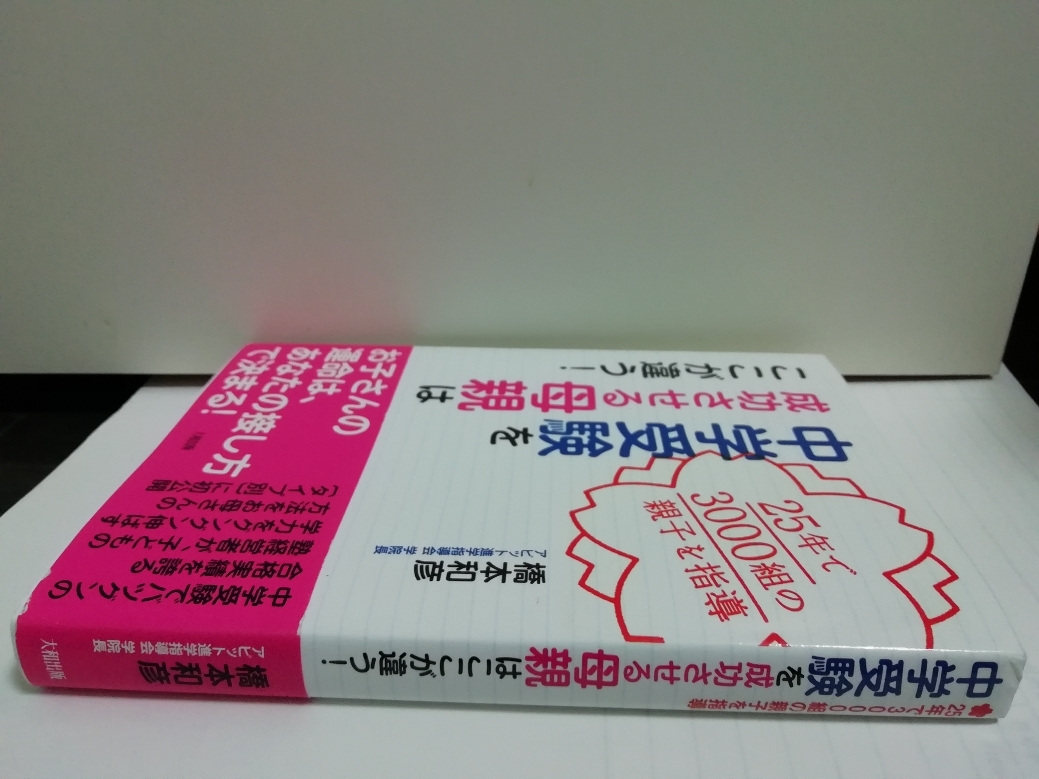 25年で
3000組の
親子を指導
中学受験を
成功させる母親は
ここが違う!
アビット進学指導会 学院長
橋本和彦
お子さんの
運命は、
あなたの接し方
で決まる!
中学受験でバツグンの
合格実績を誇る
塾経営者が、子どもの
学力をグングン伸ばす
方法をお母さんの
[タイプ別]に初公開
25年で3000組の親子を指導
中学受験を成功させる母親はここが違う!
橋本和彦
アビット進学指導会 学院長
大和出版